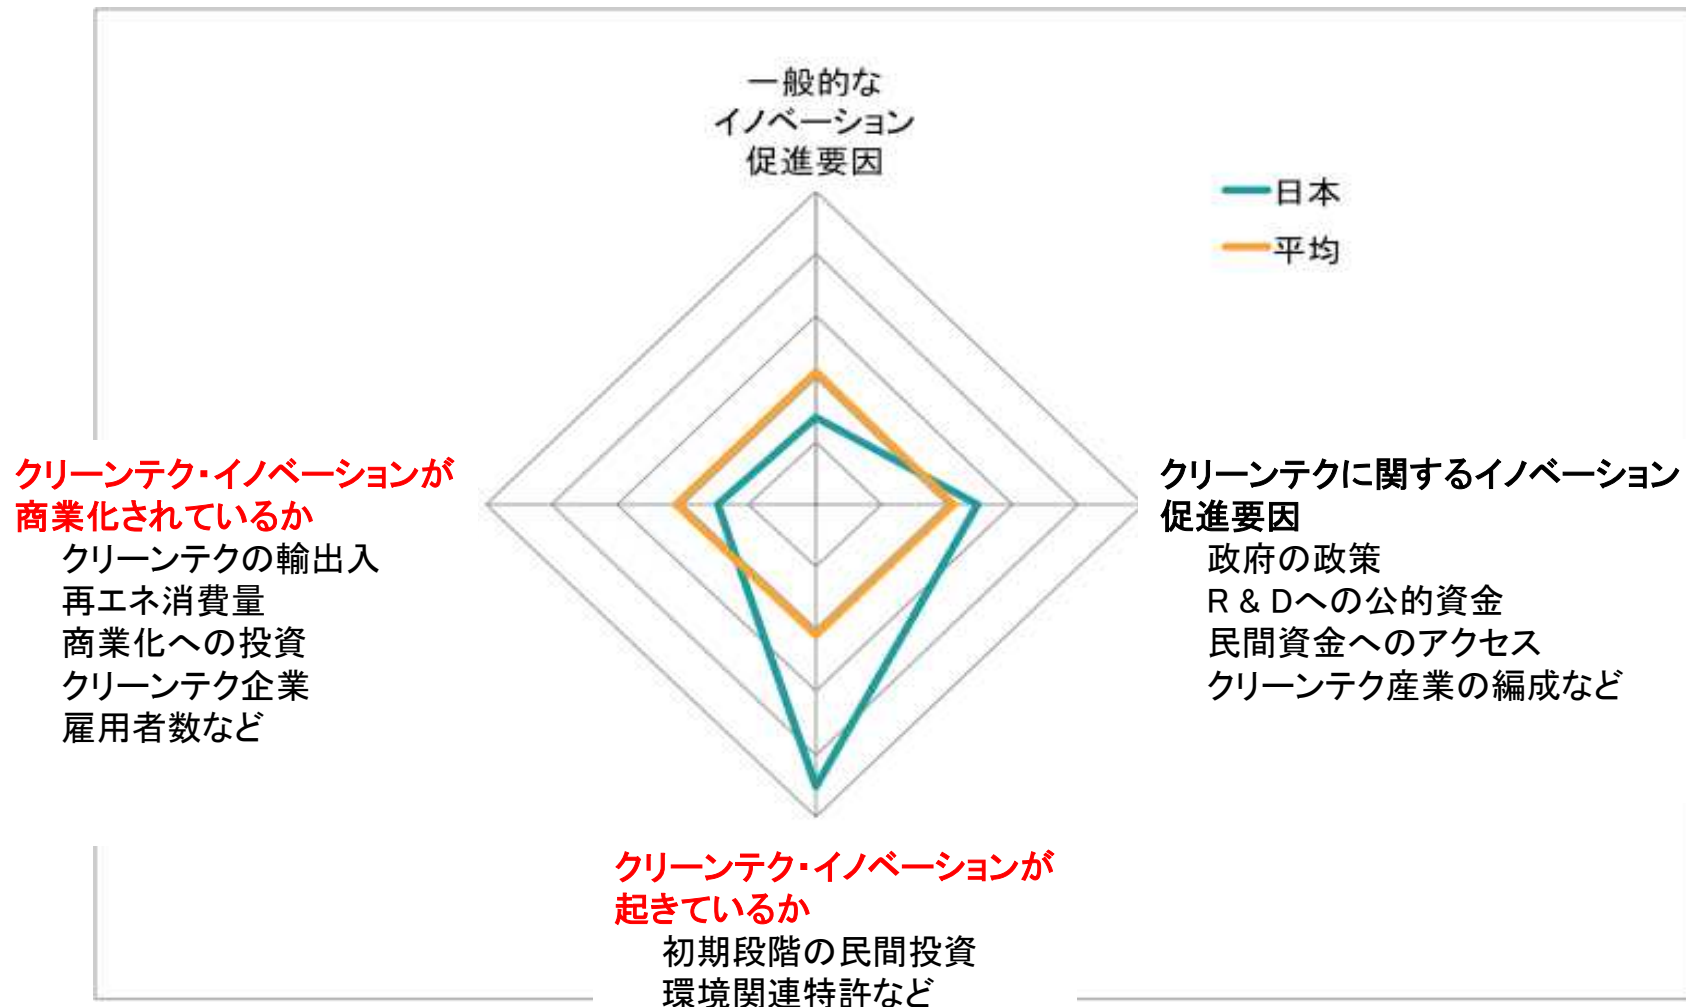 一般的な
イノベーション
促進要因
日本
平均
クリーンテク・イノベーションが
商業化されているか
クリーンテクの輸出入
再エネ消費量
商業化への投資
クリーンテク企業
雇用者数など
クリーンテクに関するイノベーション
促進要因
政府の政策
R & Dへの公的資金
民間資金へのアクセス
クリーンテク産業の編成など
クリーンテク・イノベーションが
起きているか
初期段階の民間投資
環境関連特許など